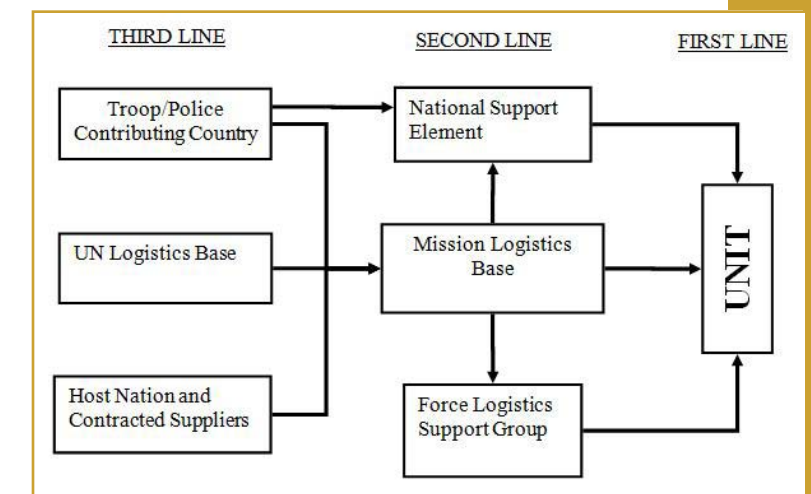 THIRD LINE
SECOND LINE
FIRST LINE
Troop/Police
Contributing Country
National Support
Element
UN Logistics Base
Mission Logistics
Base
UNIT
Host Nation and
Contracted Suppliers
Force Logistics
Support Group